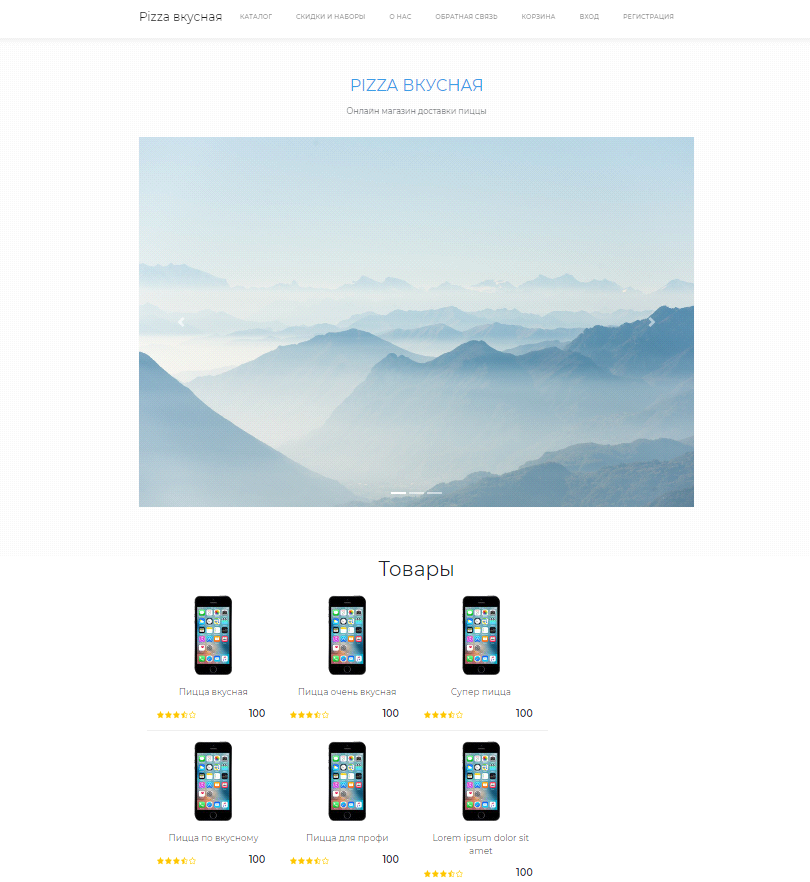 Pizza вкусная КАТАЛОГ СКИДКИ И НАБОРЫ О НАС ОБРАТНАЯ СВЯЗЬ КОРЗИНА ВХОД РЕГИСТРАЦИЯ
PIZZA ВКУСНАЯ
Онлайн магазин доставки пиццы
Товары
Пицца вкусная Пицца очень вкусная Супер пицца
100 100 100
Пицца по вкусному Пицца для профи Lorem ipsum dolor sit
amet
100 100
100